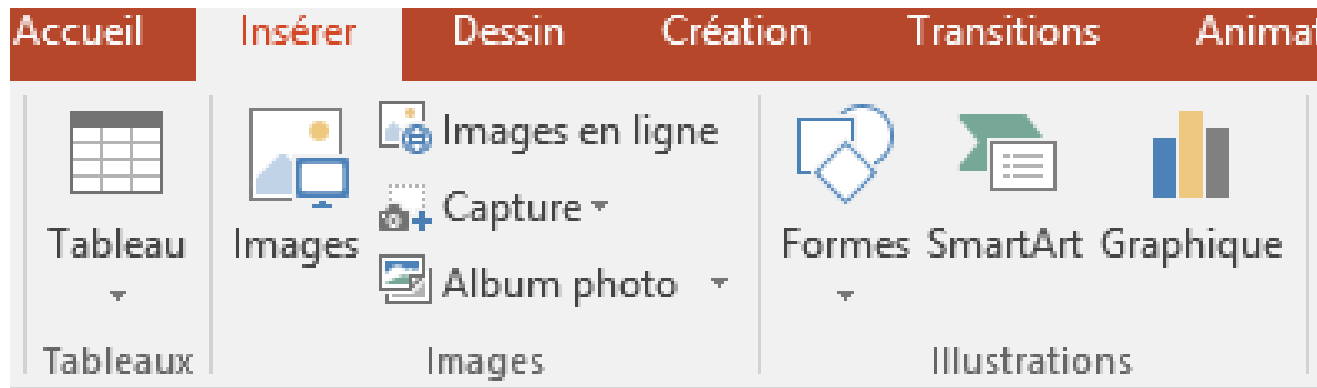 Accueil Insérer Dessin Création Transitions
Tableau
Images
Images en ligne
Capture
Album photo
Formes SmartArt Graphique
Tableaux Images Illustrations